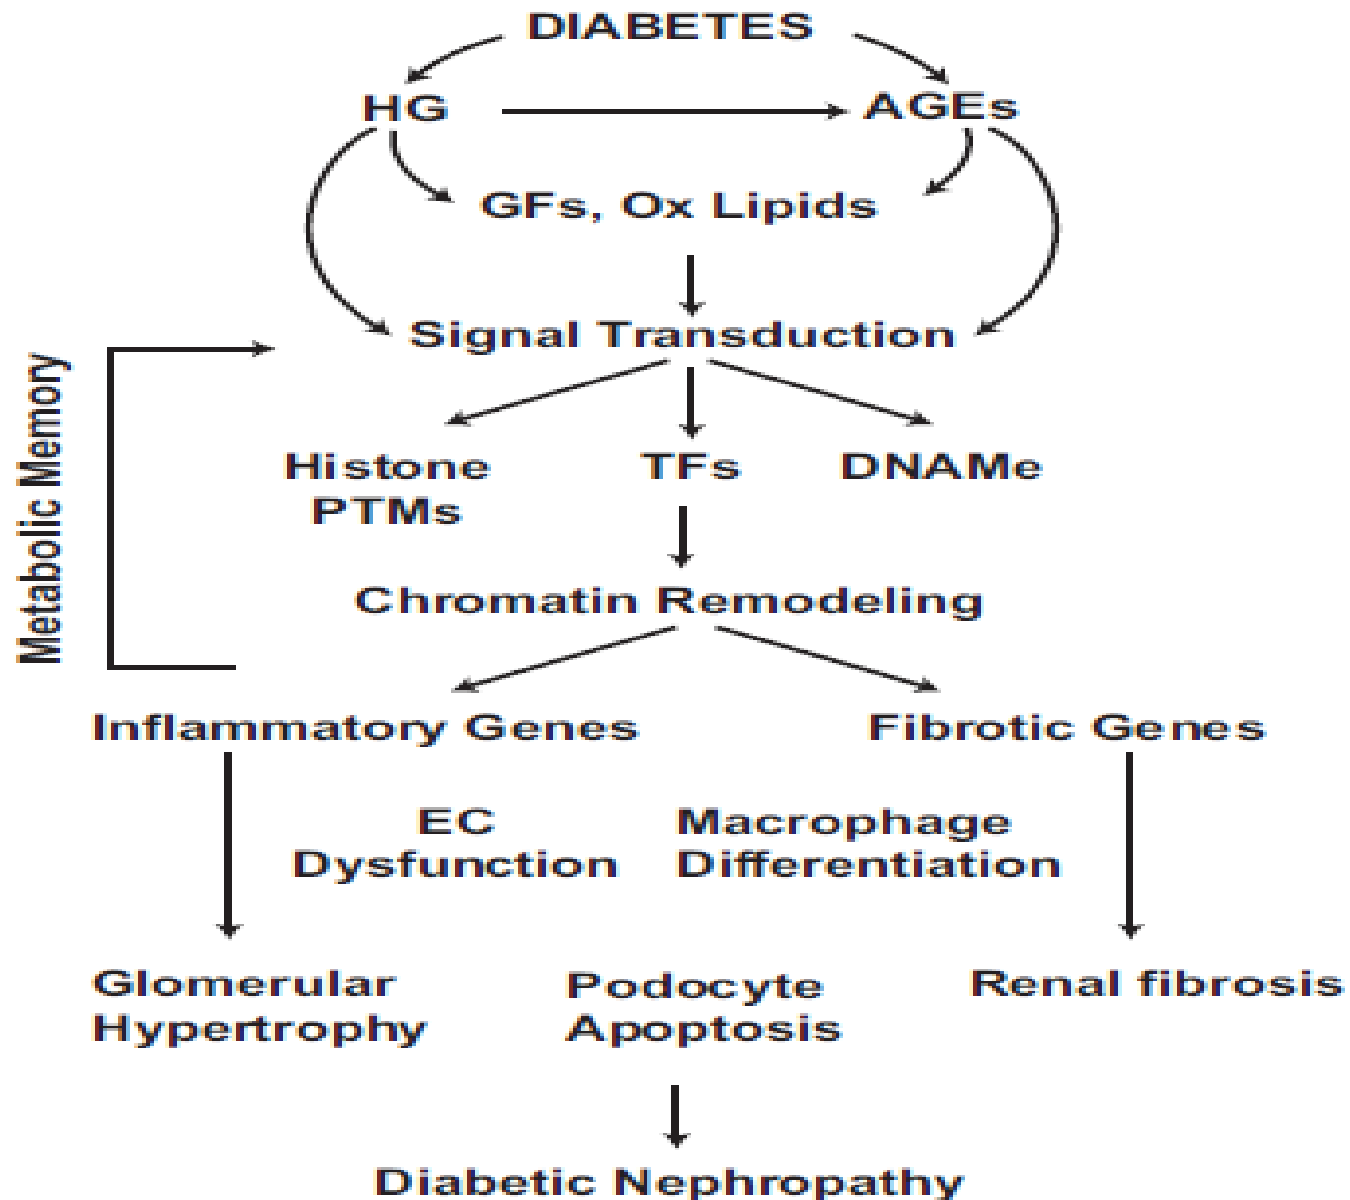 DIABETES
HG
AGEs
GFs, Ox Lipids
Signal Transduction
Metabolic Memory
Histone
PTMs
TFs
DNAMe
Chromatin Remodeling
Inflammatory Genes
Fibrotic Genes
EC
Dysfunction
Macrophage
Differentiation
Glomerular
Hypertrophy
Podocyte
Apoptosis
Renal fibrosis
Diabetic Nephropathy